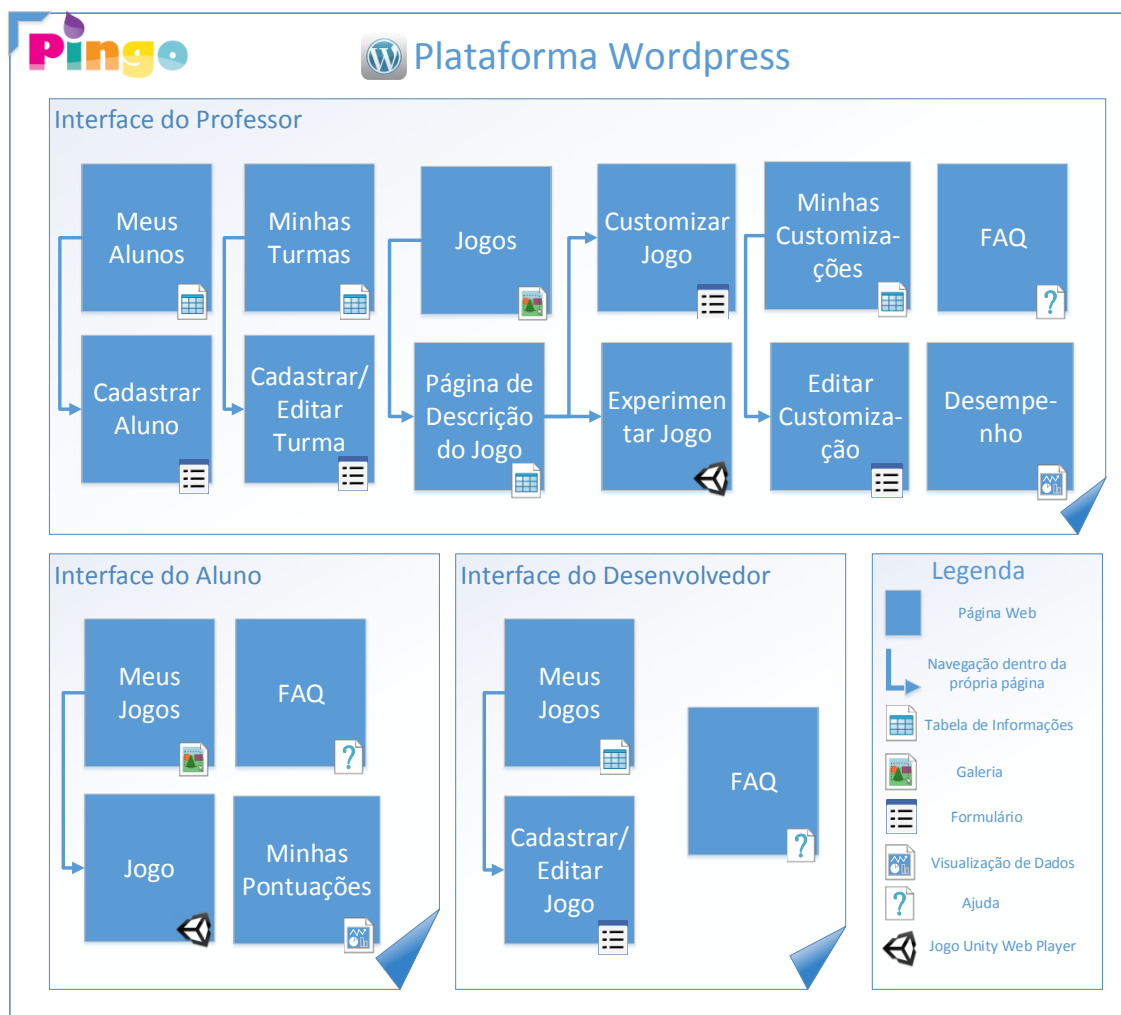 Pingo
Plataforma Wordpress
Interface do Professor
Meus
Alunos
Minhas
Turmas
Jogos
Customizar
Jogo
Minhas
Customiza-
ções
FAQ
Cadastrar
Aluno
Cadastrar/
Editar
Turma
Página de
Descrição
do Jogo
Experimen
tar Jogo
Editar
Customiza-
ção
Desempe-
nho
Interface do Aluno
Meus
Jogos
FAQ
Jogo
Minhas
Pontuações
Interface do Desenvolvedor
Meus
Jogos
FAQ
Cadastrar/
Editar
Jogo
Legenda
Página Web
Navegação dentro da
própria página
Tabela de Informações
Galeria
Formulário
Visualização de Dados
Ajuda
Jogo Unity Web Player